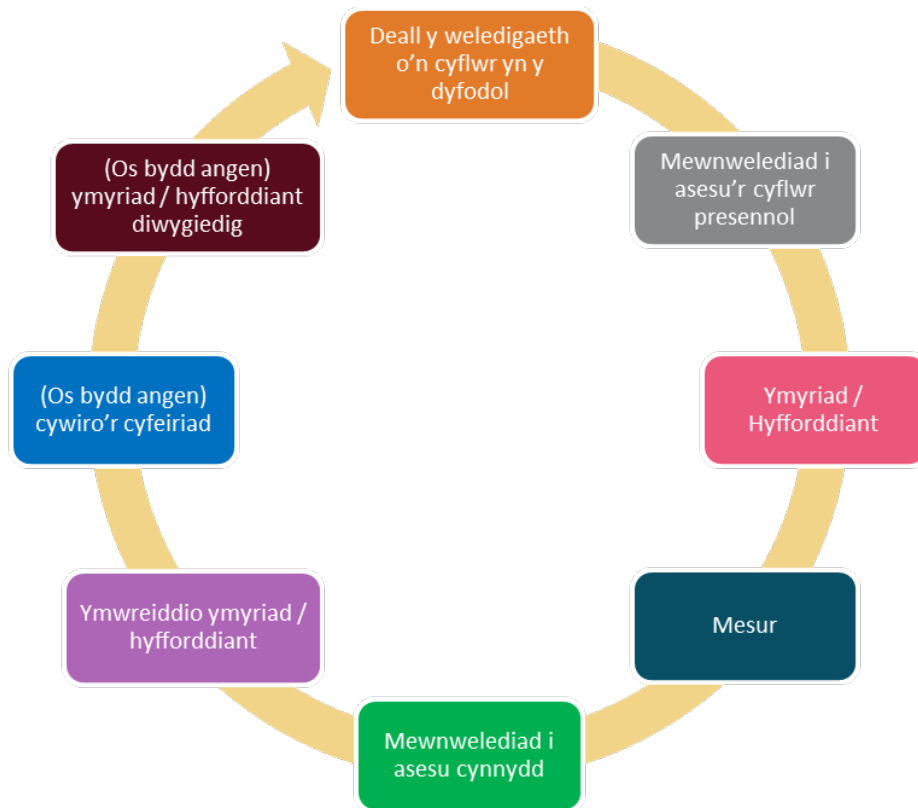 Deall y weledigaeth
o’n cyflwr yn y
dyfodol
Mewnwelediad i
asesu’r cyflwr
presennol
Ymyriad /
Hyfforddiant
Mesur
Mewnwelediad i
asesu cynnydd
Ymwreiddio ymyriad /
hyfforddiant
(Os bydd angen)
cywiro’r cyfeiriad
(Os bydd angen)
ymyriad / hyfforddiant
diwygiedig